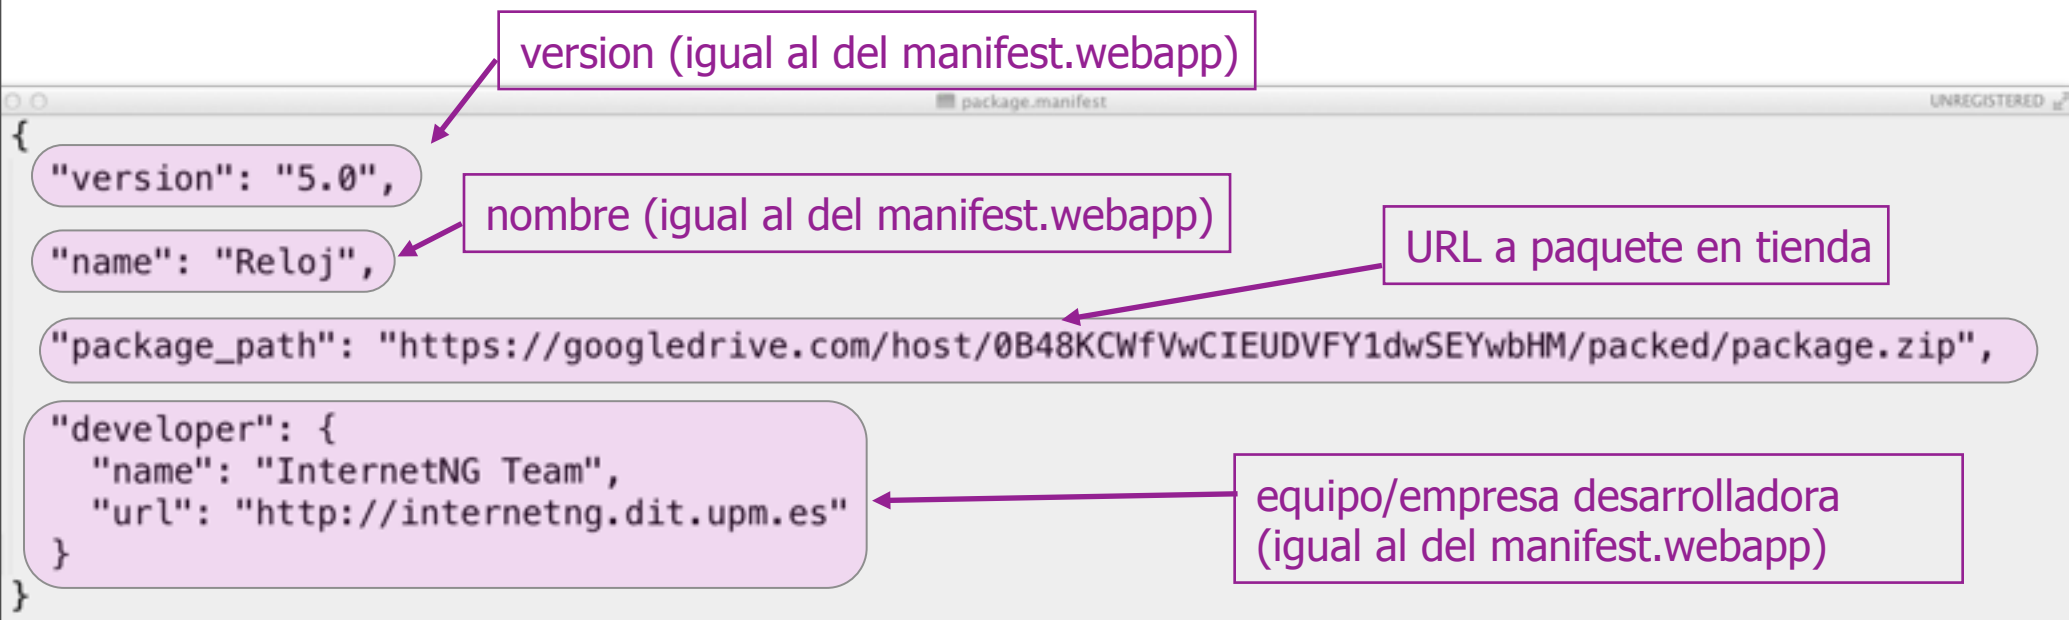 version (igual al del manifest.webapp)
package.manifest
UNREGISTERED
{
"version": "5.0",
nombre (igual al del manifest.webapp)
"name": "Reloj",
URL a paquete en tienda
"package_path": "https://googledrive.com/host/0B48KCWfVwCIEUDVFY1dwSEYwbHM/packed/package.zip",
"developer": {
"name": "InternetNG Team",
"url": "http://internetng.dit.upm.es"
}
equipo/empresa desarrolladora
(igual al del manifest.webapp)
}